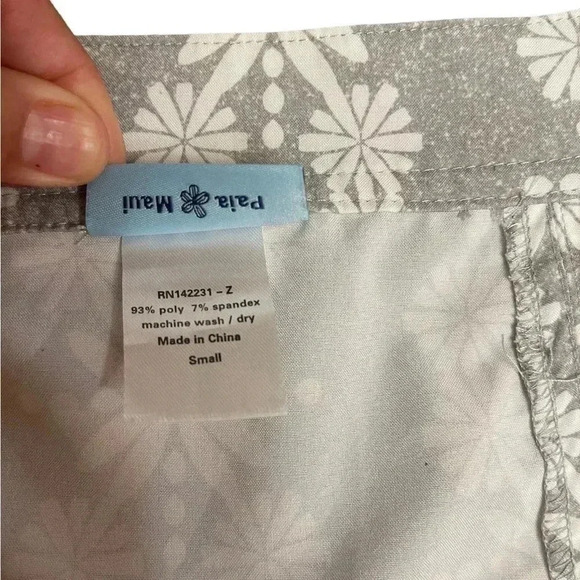 Paia Maui
RN142231 – Z
93% poly 7% spandex
machine wash / dry
Made in China
Small